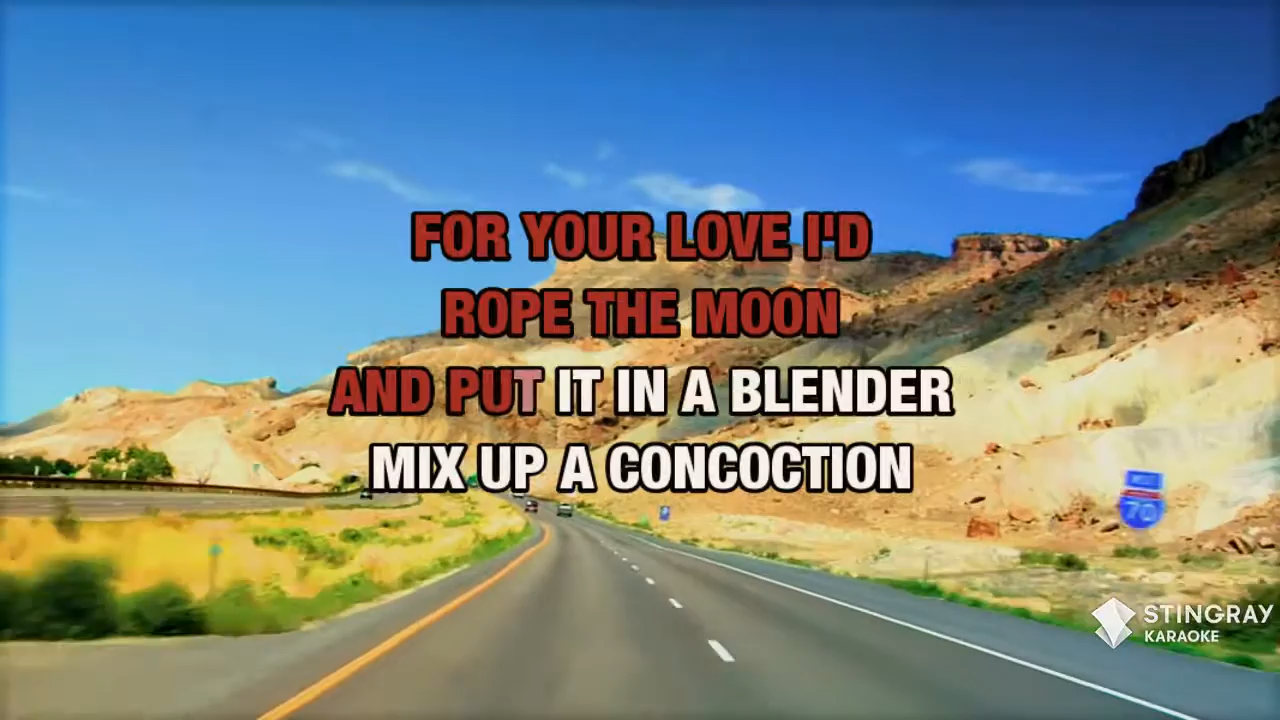 FOR YOUR LOVE I'D
ROPE THE MOON
AND PUT IT IN A BLENDER
MIX UP A CONCOCTION
70
STINGRAY
KARAOKE